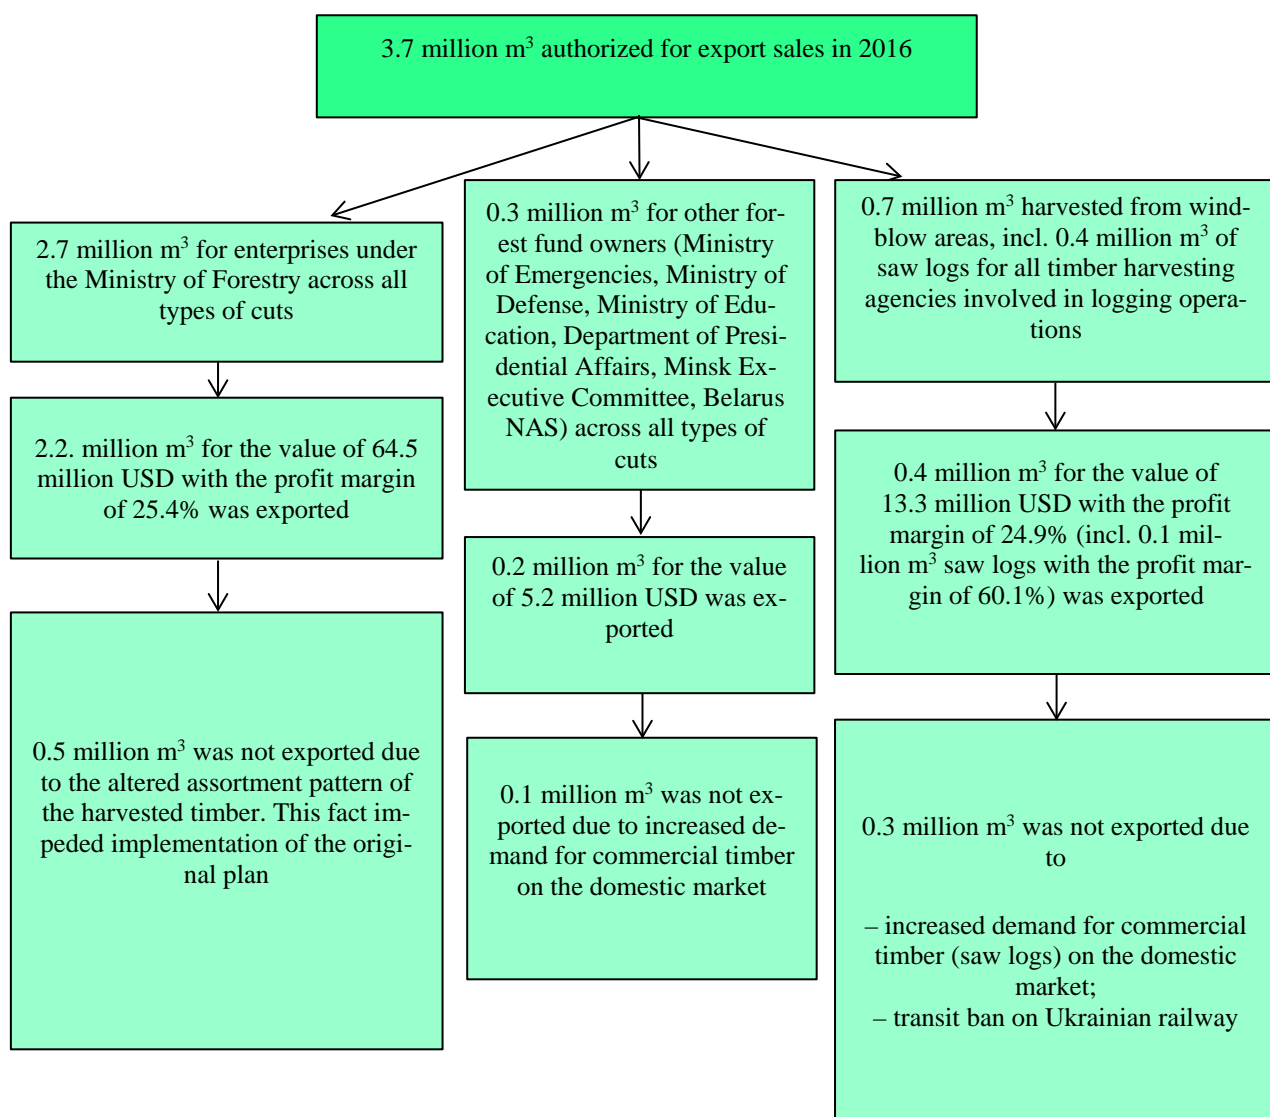 3.7 million m³ authorized for export sales in 2016
2.7 million m³ for enterprises under
the Ministry of Forestry across all
types of cuts
2.2. million m³ for the value of 64.5
million USD with the profit margin
of 25.4% was exported
0.5 million m³ was not exported due
to the altered assortment pattern of
the harvested timber. This fact im-
peded implementation of the origi-
nal plan
0.3 million m³ for other for-
est fund owners (Ministry
of Emergencies, Ministry of
Defense, Ministry of Edu-
cation, Department of Presi-
dential Affairs, Minsk Ex-
ecutive Committee, Belarus
NAS) across all types of
cuts
0.2 million m³ for the value
of 5.2 million USD was ex-
ported
0.1 million m³ was not ex-
ported due to increased de-
mand for commercial timber
on the domestic market
0.7 million m³ harvested from wind-
blow areas, incl. 0.4 million m³ of
saw logs for all timber harvesting
agencies involved in logging opera-
tions
0.4 million m³ for the value of
13.3 million USD with the profit
margin of 24.9% (incl. 0.1 mil-
lion m³ saw logs with the profit mar-
gin of 60.1%) was exported
0.3 million m³ was not exported due
to
– increased demand for commercial
timber (saw logs) on the domestic
market;
– transit ban on Ukrainian railway